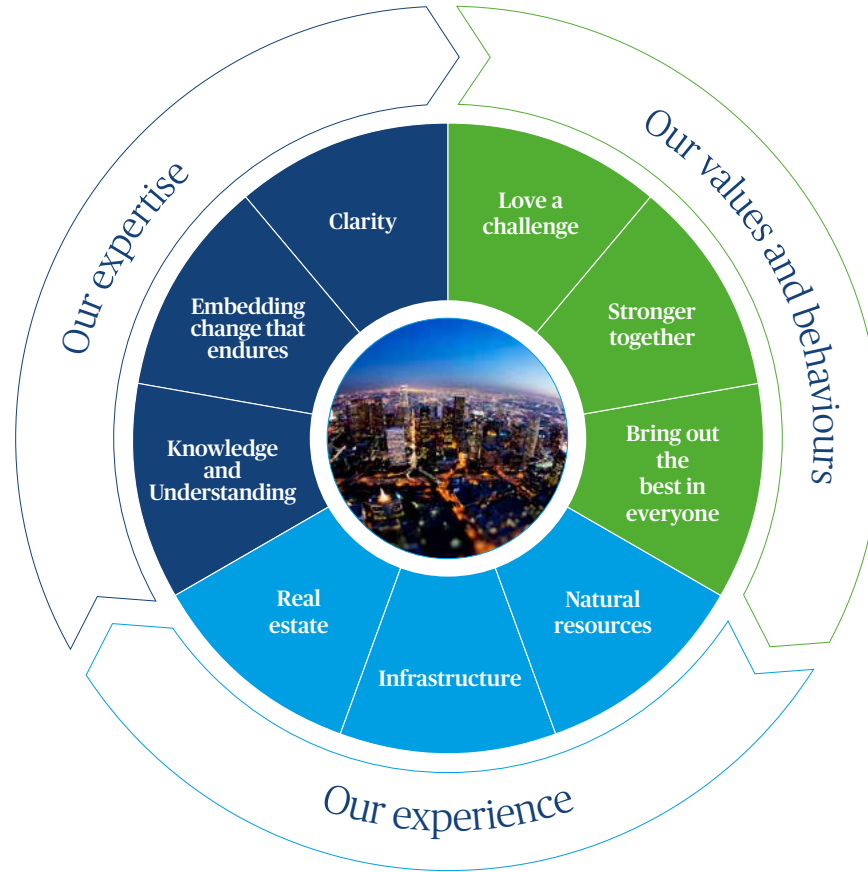 Our expertise
Our values and behaviours
Clarity
Love a
challenge
Embedding
change that
endures
Stronger
together
Knowledge
and
Understanding
Bring out
the
best in
everyone
Real
estate
Infrastructure
Natural
resources
Our experience